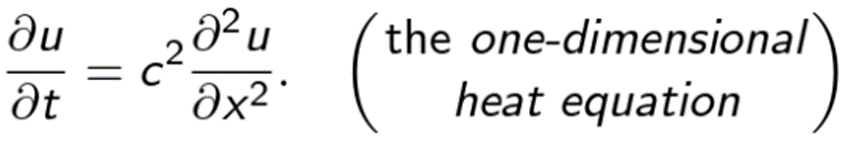 ∂u/∂t = c² ∂²u/∂x². (the one-dimensional
heat equation)